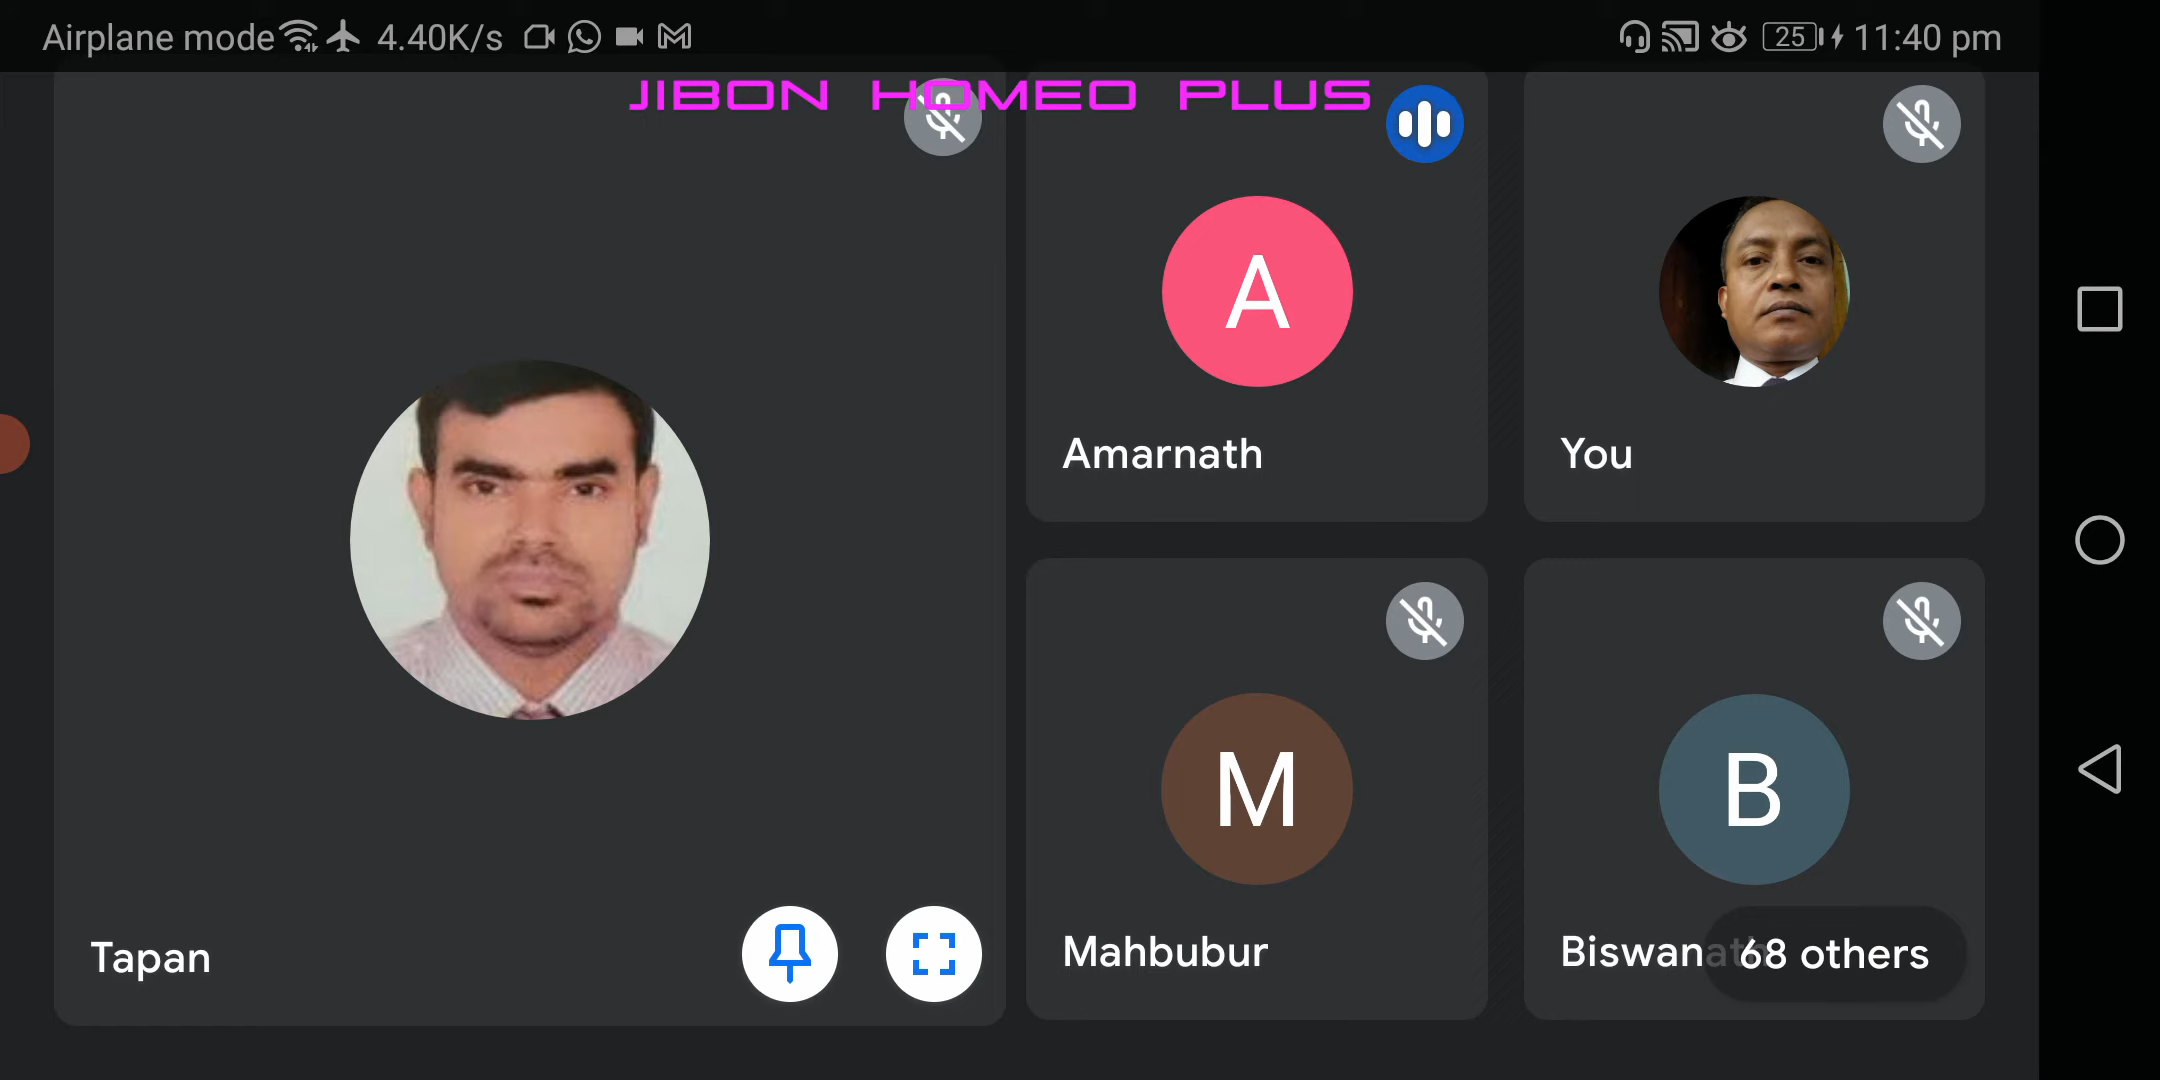 Airplane mode 4.40K/s 25 11:40 pm
JIBON HOMEO PLUS
A
Amarnath
You
Tapan
M
Mahbubur
B
Biswanath
68 others